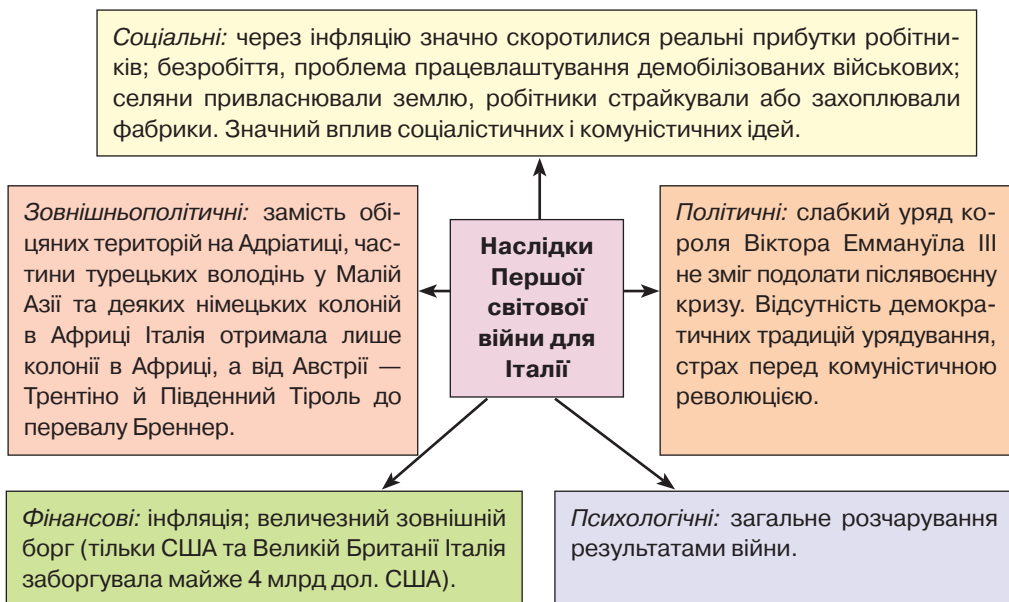 Соціальні: через інфляцію значно скоротилися реальні прибутки робітни-
ків; безробіття, проблема працевлаштування демобілізованих військових;
селяни привласнювали землю, робітники страйкували або захоплювали
фабрики. Значний вплив соціалістичних і комуністичних ідей.
Зовнішньополітичні: замість обі-
цяних територій на Адріатиці, час-
тини турецьких володінь у Малій
Азії та деяких німецьких колоній
в Африці Італія отримала лише
колонії в Африці, а від Австрії —
Трентіно й Південний Тіроль до
перевалу Бреннер.
Наслідки
Першої
світової
війни для
Італії
Політичні: слабкий уряд ко-
роля Віктора Еммануїла III
не зміг подолати післявоєнну
кризу. Відсутність демокра-
тичних традицій урядування,
страх перед комуністичною
революцією.
Фінансові: інфляція; величезний зовнішній
борг (тільки США та Великій Британії Італія
заборгувала майже 4 млрд дол. США).
Психологічні: загальне розчарування
результатами війни.